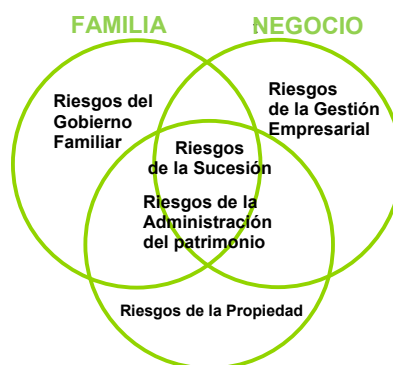 FAMILIA
NEGOCIO
Riesgos del
Gobierno
Familiar
Riesgos
de la Gestión
Empresarial
Riesgos
de la Sucesión
Riesgos de la
Administración
del patrimonio
Riesgos de la Propiedad